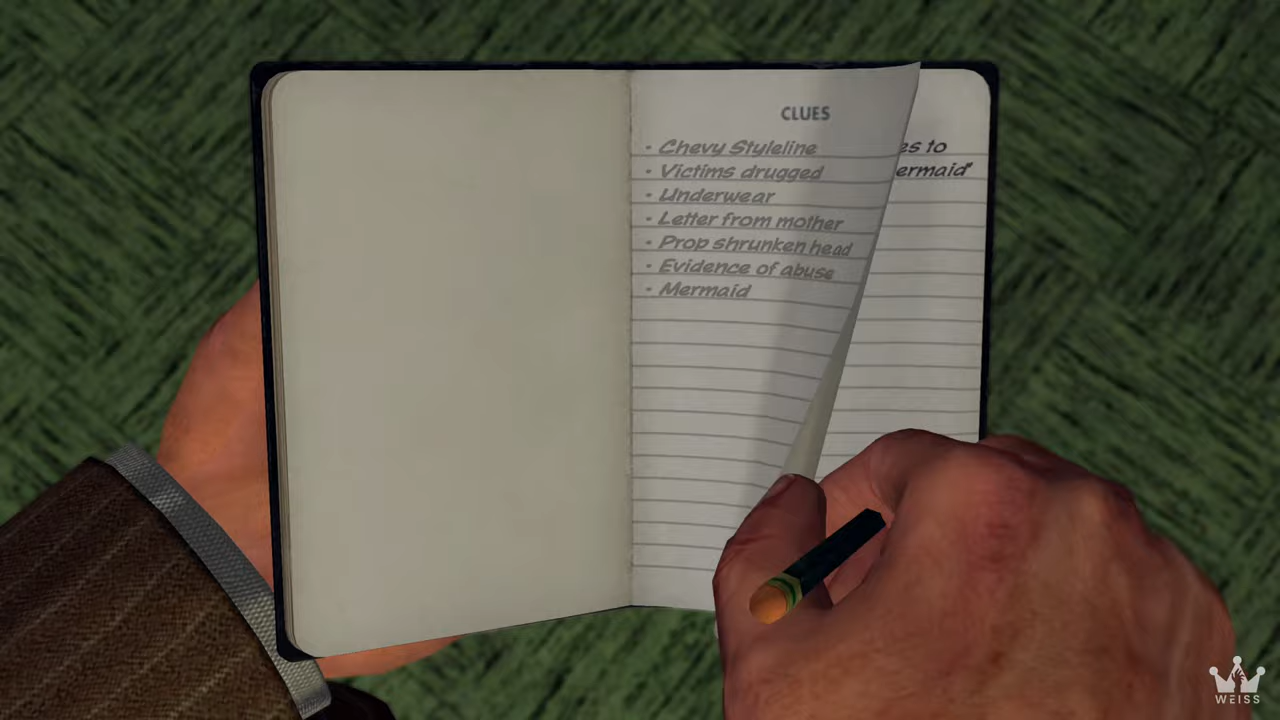 CLUES
- Chevy Styleline
- Victims drugged
- Underwear
- Letter from mother
- Prop shrunken head
- Evidence of abuse
- Mermaid
es to
ermaid"
WEISS